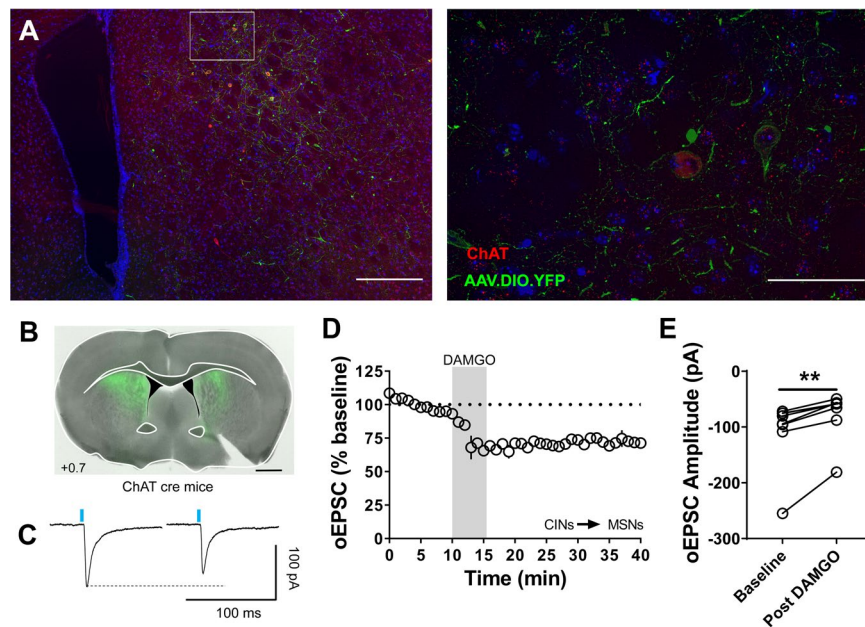 A
ChAT
AAV.DIO.YFP
B
+0.7
ChAT cre mice
C
100 pA
100 ms
D
DAMGO
oEPSC (% baseline)
125
100
75
50
25
0
CINs → MSNs
0 5 10 15 20 25 30 35 40
Time (min)
E
oEPSC Amplitude (pA)
0
-100
-200
-300
**
Baseline
Post DAMGO